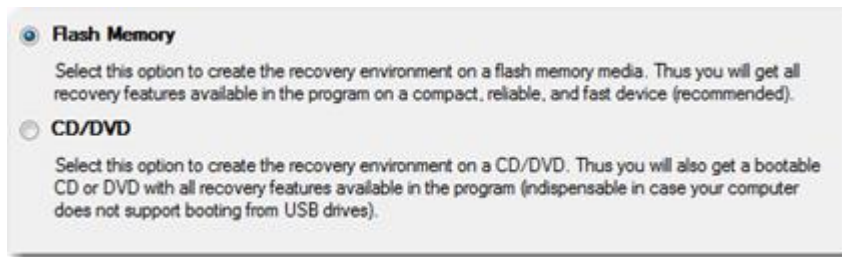 Flash Memory
Select this option to create the recovery environment on a flash memory media. Thus you will get all
recovery features available in the program on a compact, reliable, and fast device (recommended).
CD/DVD
Select this option to create the recovery environment on a CD/DVD. Thus you will also get a bootable
CD or DVD with all recovery features available in the program (indispensable in case your computer
does not support booting from USB drives).